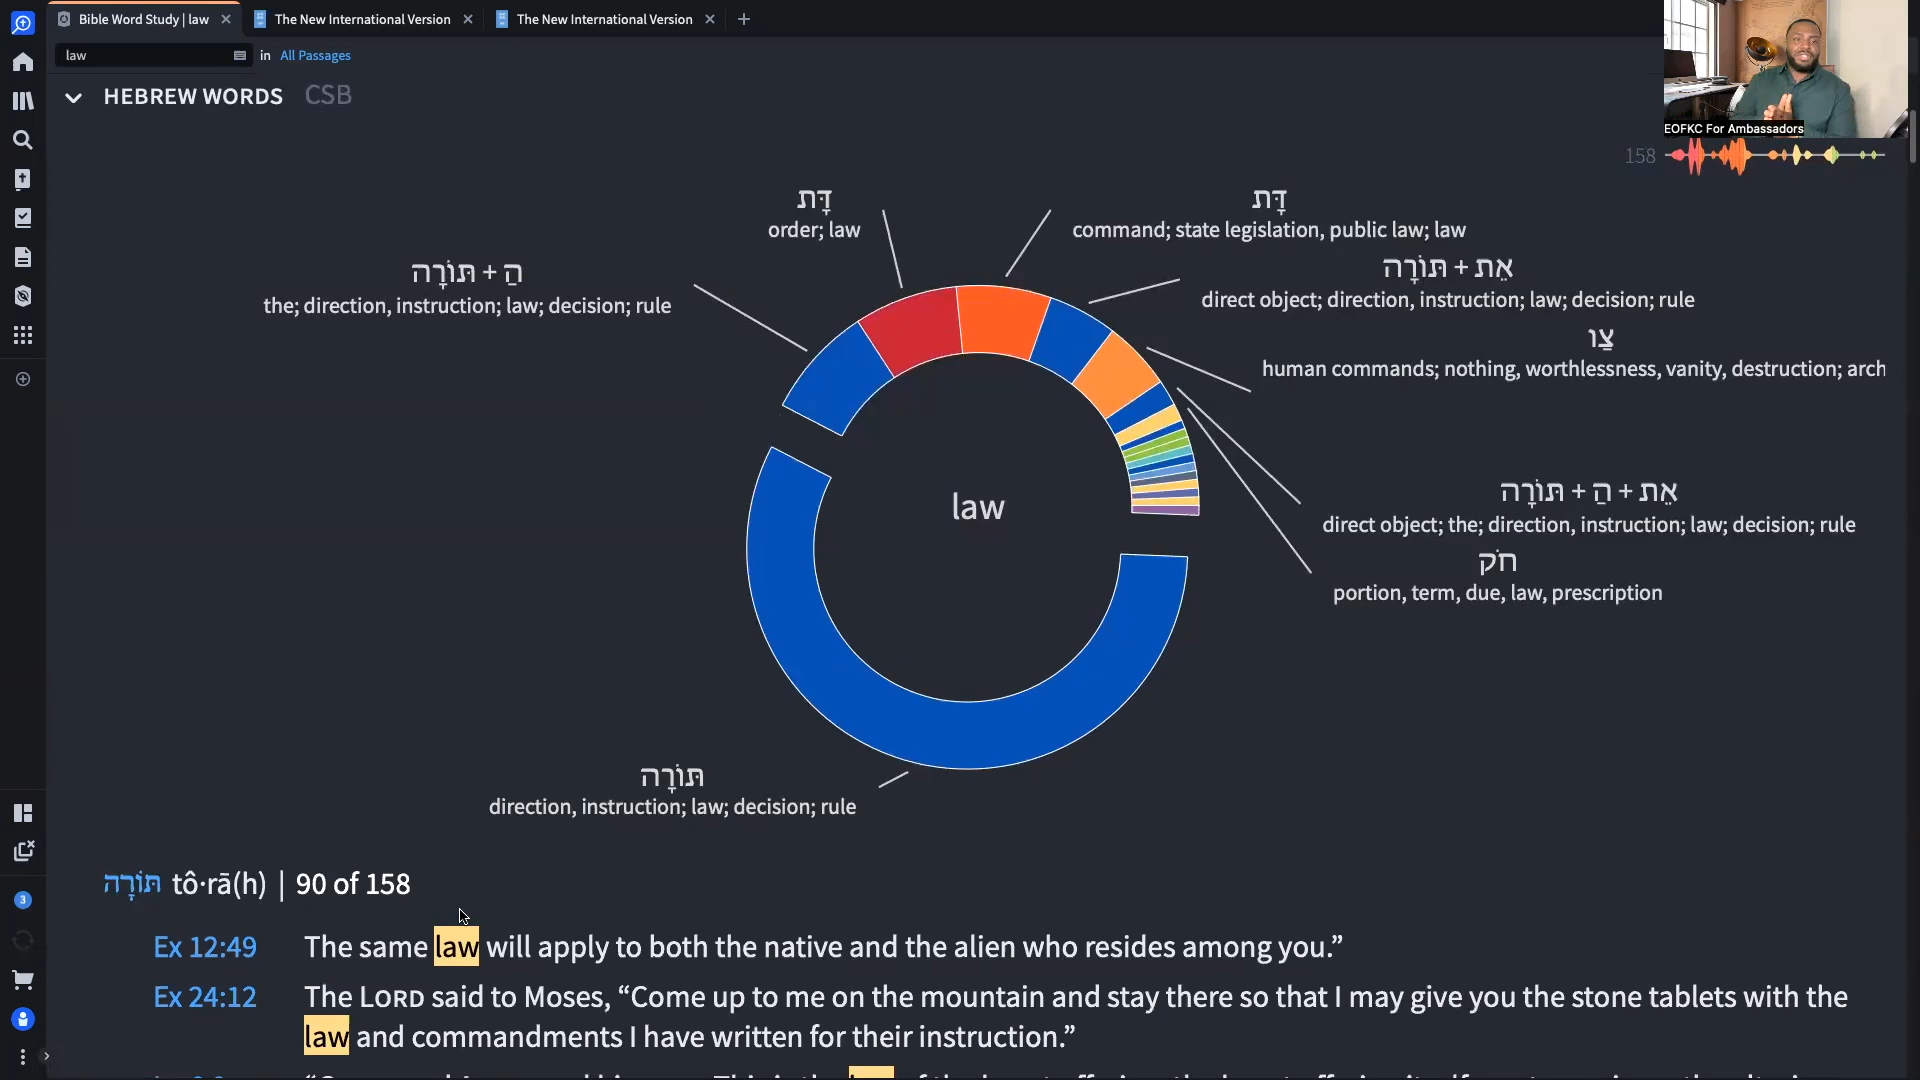 Bible Word Study | law
The New International Version
The New International Version
law
in All Passages
HEBREW WORDS CSB
EOFKC For Ambassadors
158
דָּת
order; law
דָּת
command; state legislation, public law; law
הַ + תּוֹרָה
the; direction, instruction; law; decision; rule
אֵת + תּוֹרָה
direct object; direction, instruction; law; decision; rule
צַו
human commands; nothing, worthlessness, vanity, destruction; arch
law
אֵת + הַ + תּוֹרָה
direct object; the; direction, instruction; law; decision; rule
חֹק
portion, term, due, law, prescription
תּוֹרָה
direction, instruction; law; decision; rule
תּוֹרָה tô·rā(h) | 90 of 158
3
Ex 12:49 The same law will apply to both the native and the alien who resides among you.”
Ex 24:12 The LORD said to Moses, “Come up to me on the mountain and stay there so that I may give you the stone tablets with the
law and commandments I have written for their instruction.”